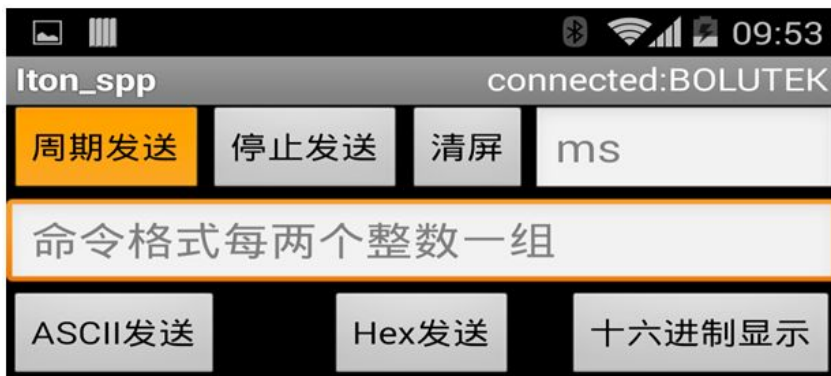 09:53
lton_spp connected:BOLUTEK
周期发送 停止发送 清屏 ms
命令格式每两个整数一组
ASCII发送 Hex发送 十六进制显示